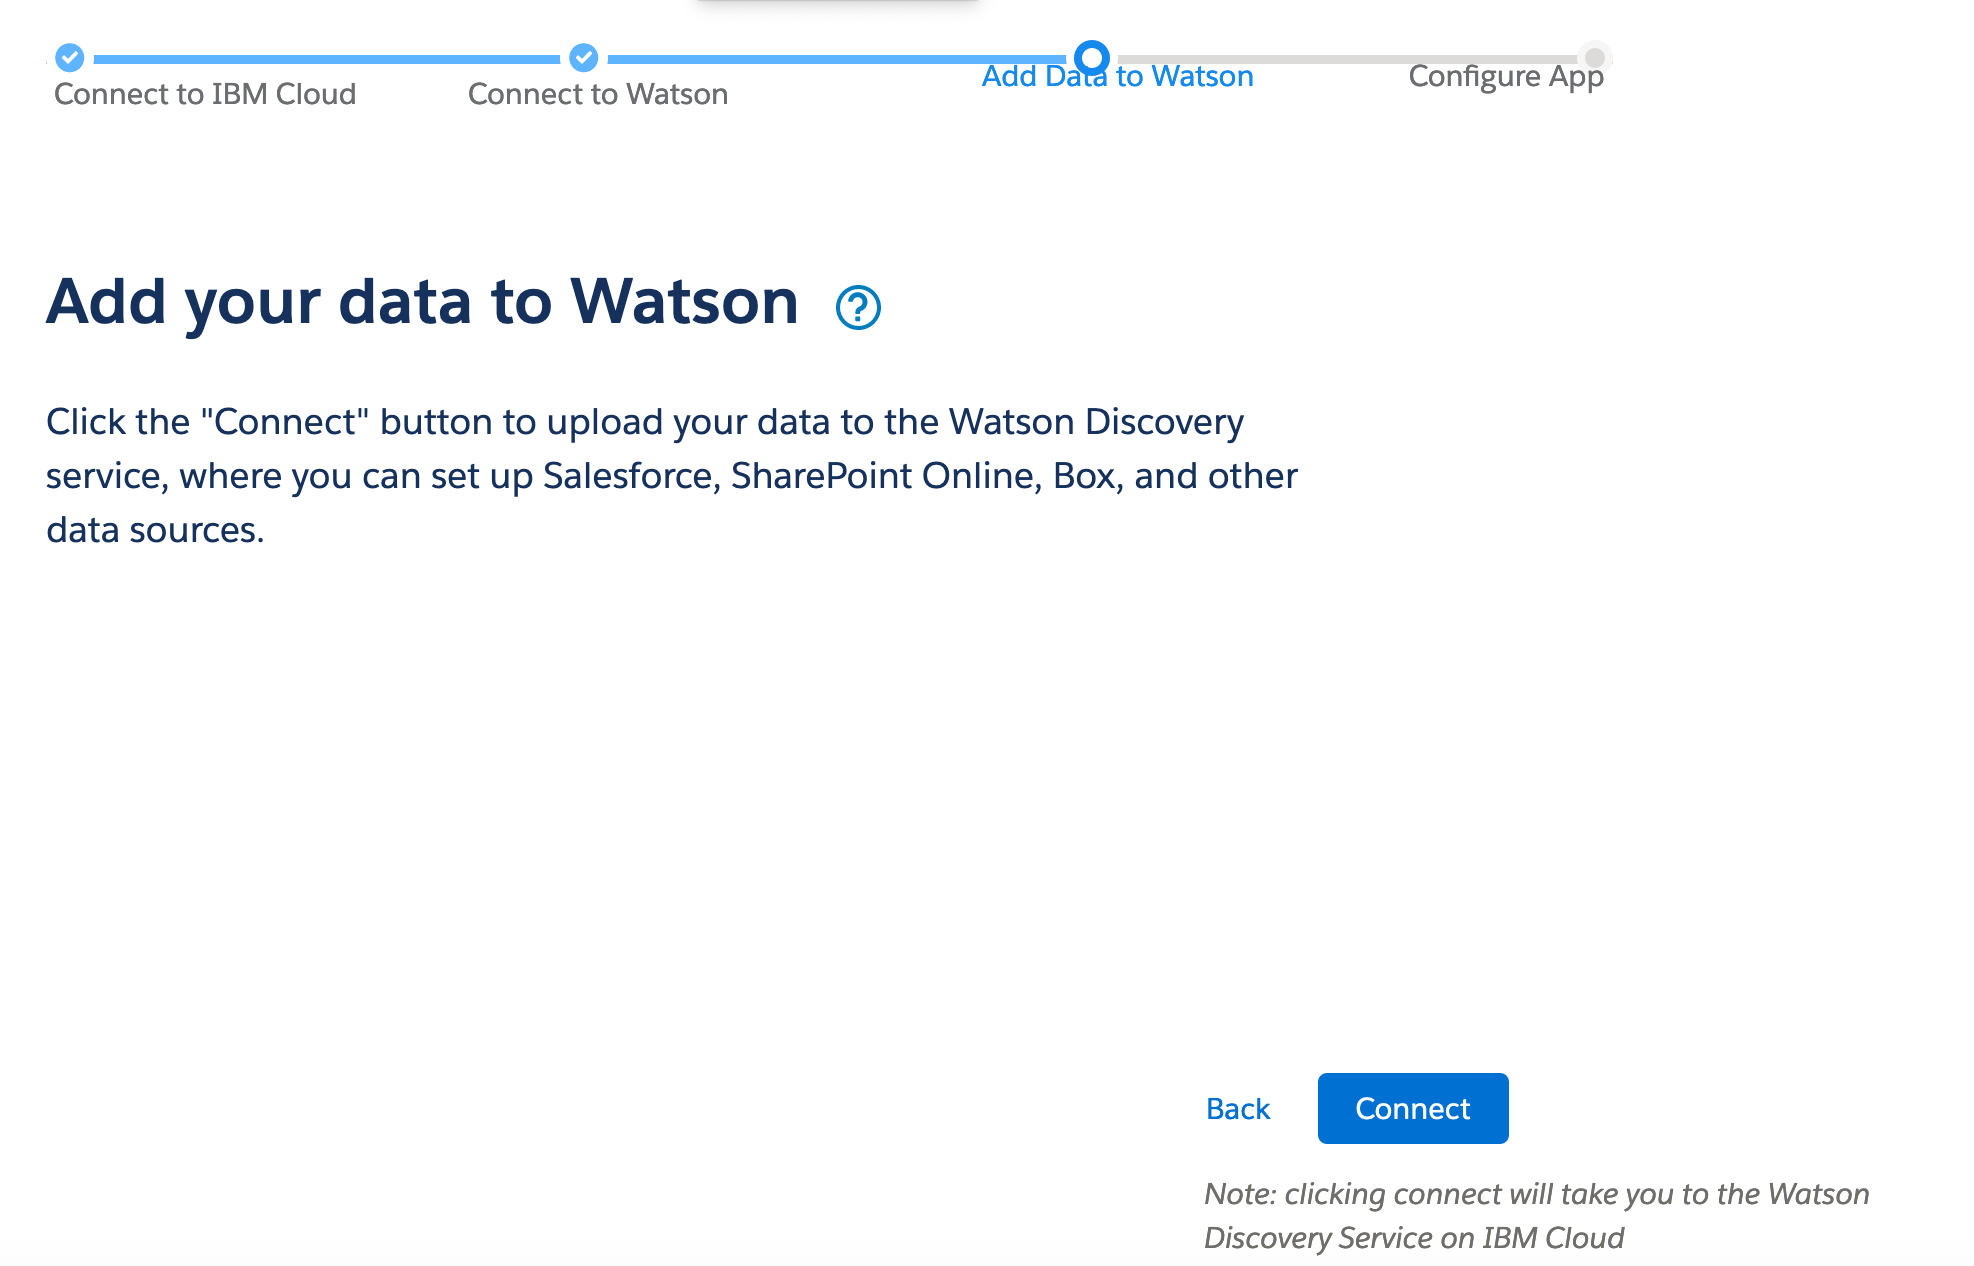 Connect to IBM Cloud
Connect to Watson
Add Data to Watson
Configure App
Add your data to Watson ?
Click the "Connect" button to upload your data to the Watson Discovery
service, where you can set up Salesforce, SharePoint Online, Box, and other
data sources.
Back
Connect
Note: clicking connect will take you to the Watson
Discovery Service on IBM Cloud